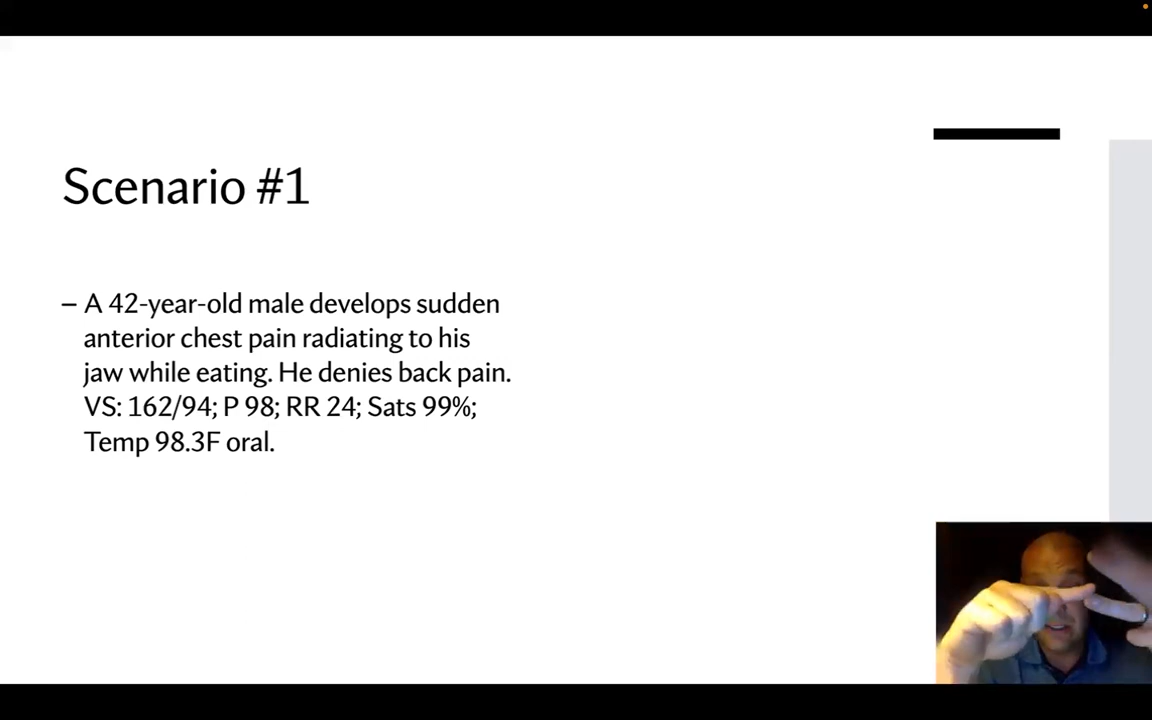 Scenario #1
– A 42-year-old male develops sudden
anterior chest pain radiating to his
jaw while eating. He denies back pain.
VS: 162/94; P 98; RR 24; Sats 99%;
Temp 98.3F oral.